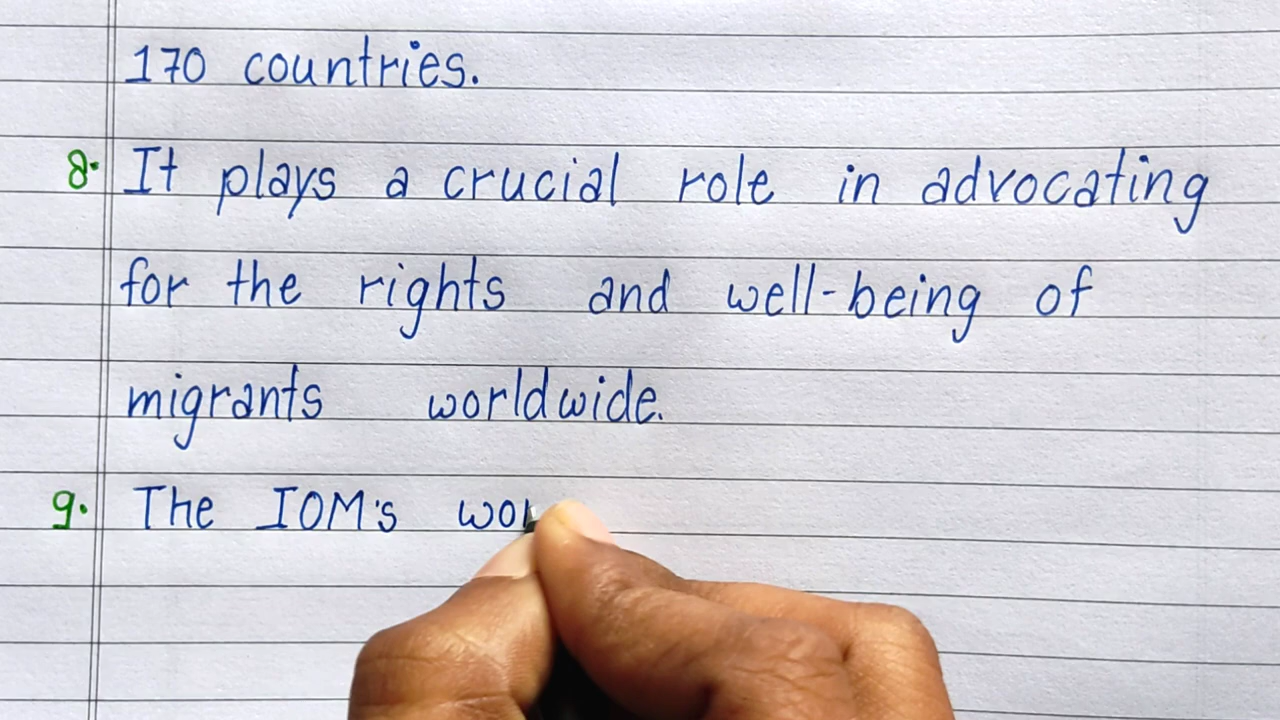 170 countries.
8. It plays a crucial role in advocating
for the rights and well-being of
migrants worldwide.
9. The IOM's